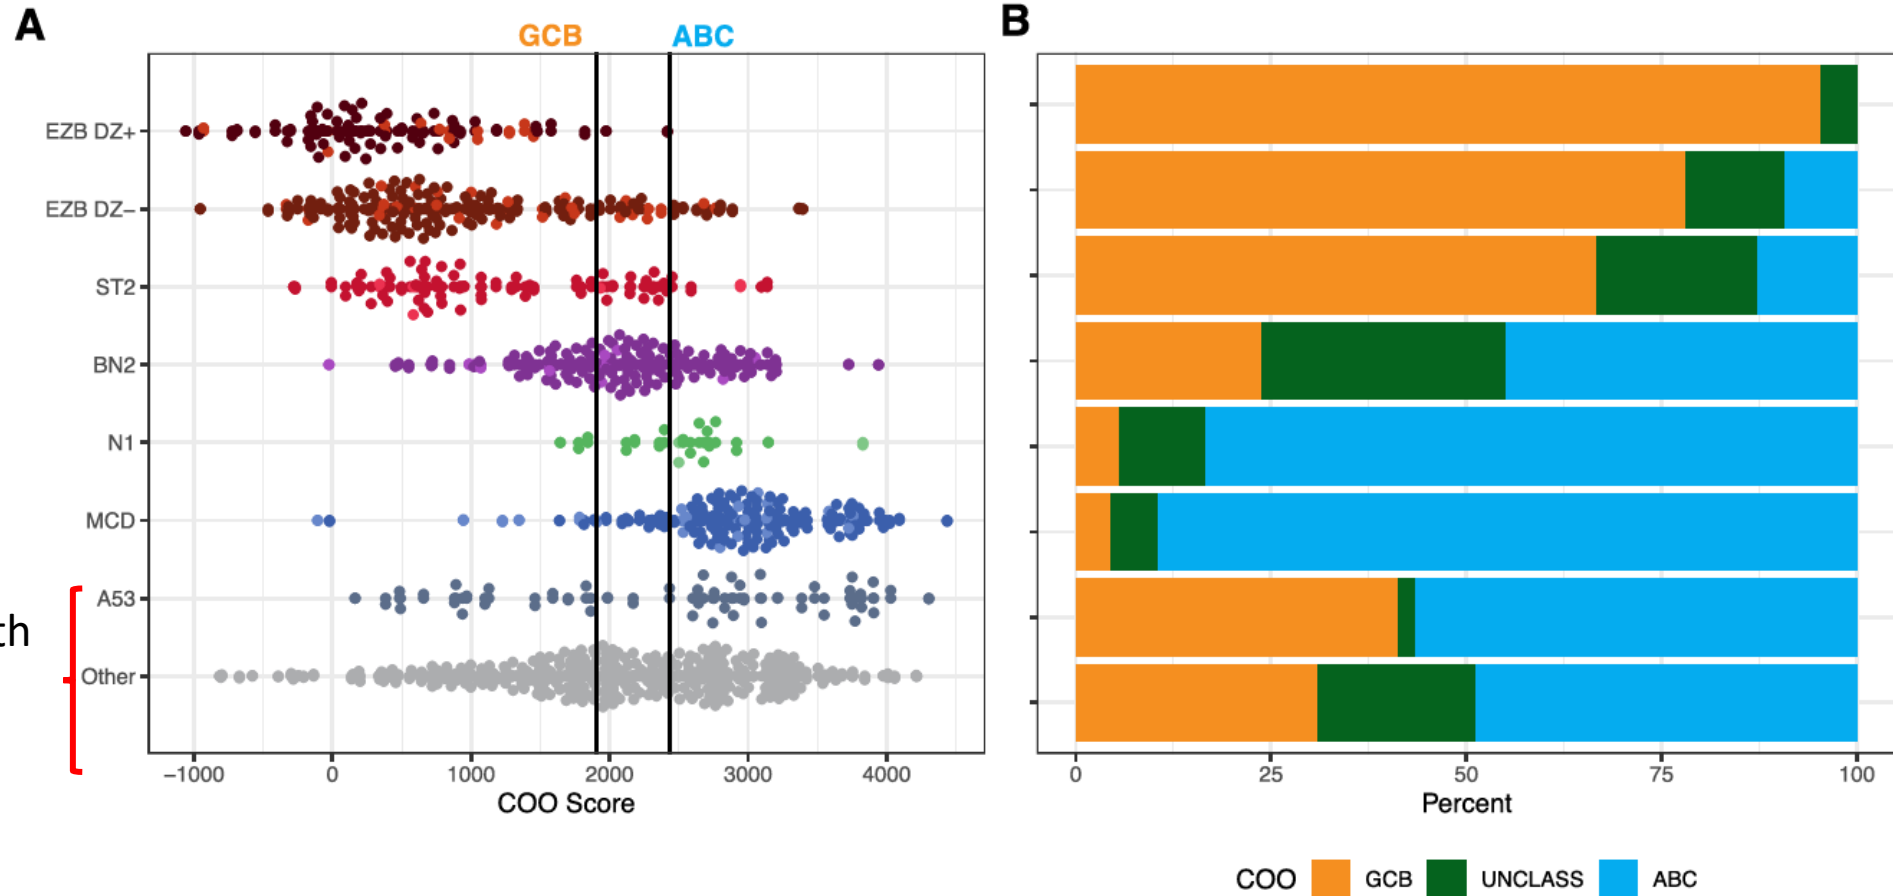 A
B
GCB ABC
EZB DZ+
EZB DZ−
ST2
BN2
N1
MCD
A53
th
Other
−1000 0 1000 2000 3000 4000
COO Score
0 25 50 75 100
Percent
COO GCB UNCLASS ABC